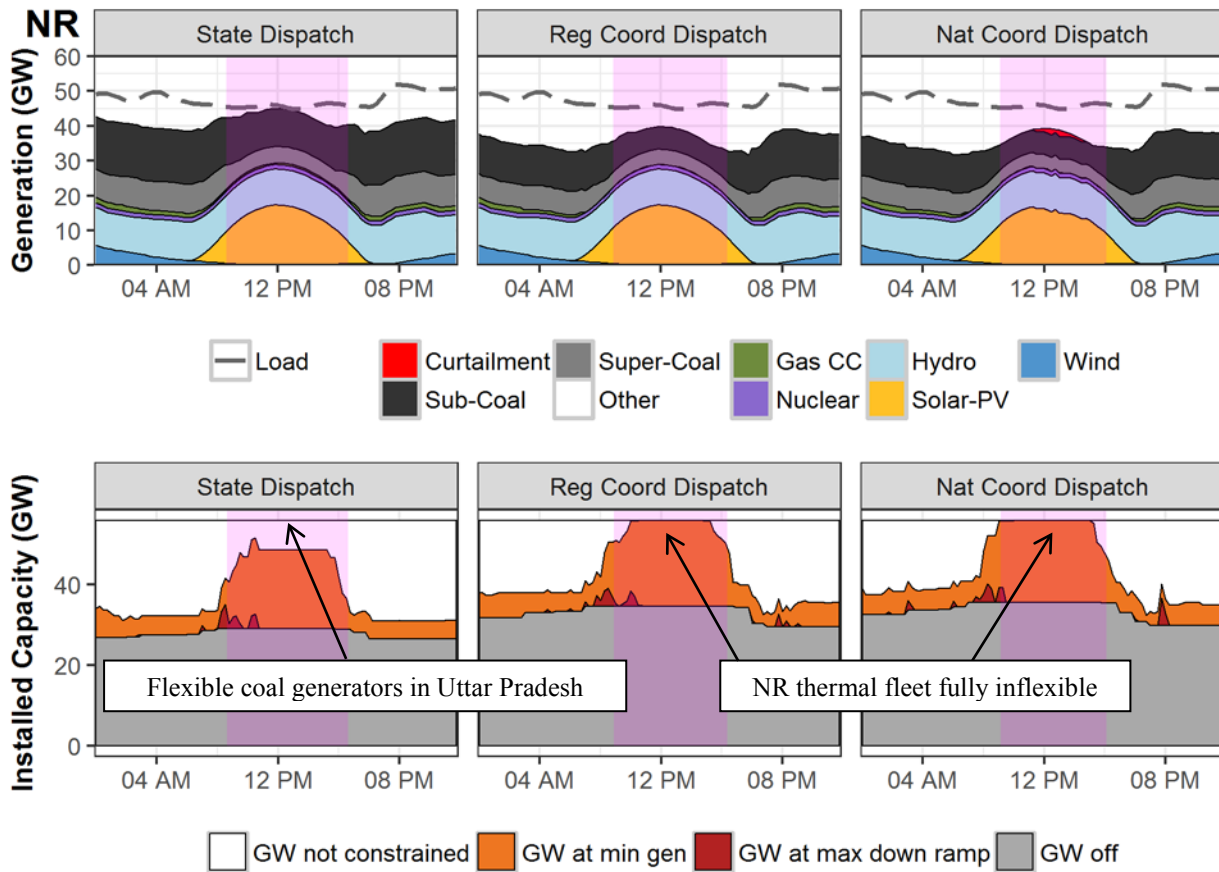 NR
State Dispatch Reg Coord Dispatch Nat Coord Dispatch
Generation (GW)
60
50
40
30
20
10
0
04 AM 12 PM 08 PM 04 AM 12 PM 08 PM 04 AM 12 PM 08 PM
Load Curtailment Super-Coal Gas CC Hydro Wind
Sub-Coal Other Nuclear Solar-PV
State Dispatch Reg Coord Dispatch Nat Coord Dispatch
Installed Capacity (GW)
40
20
0
Flexible coal generators in Uttar Pradesh
NR thermal fleet fully inflexible
04 AM 12 PM 08 PM 04 AM 12 PM 08 PM 04 AM 12 PM 08 PM
GW not constrained GW at min gen GW at max down ramp GW off